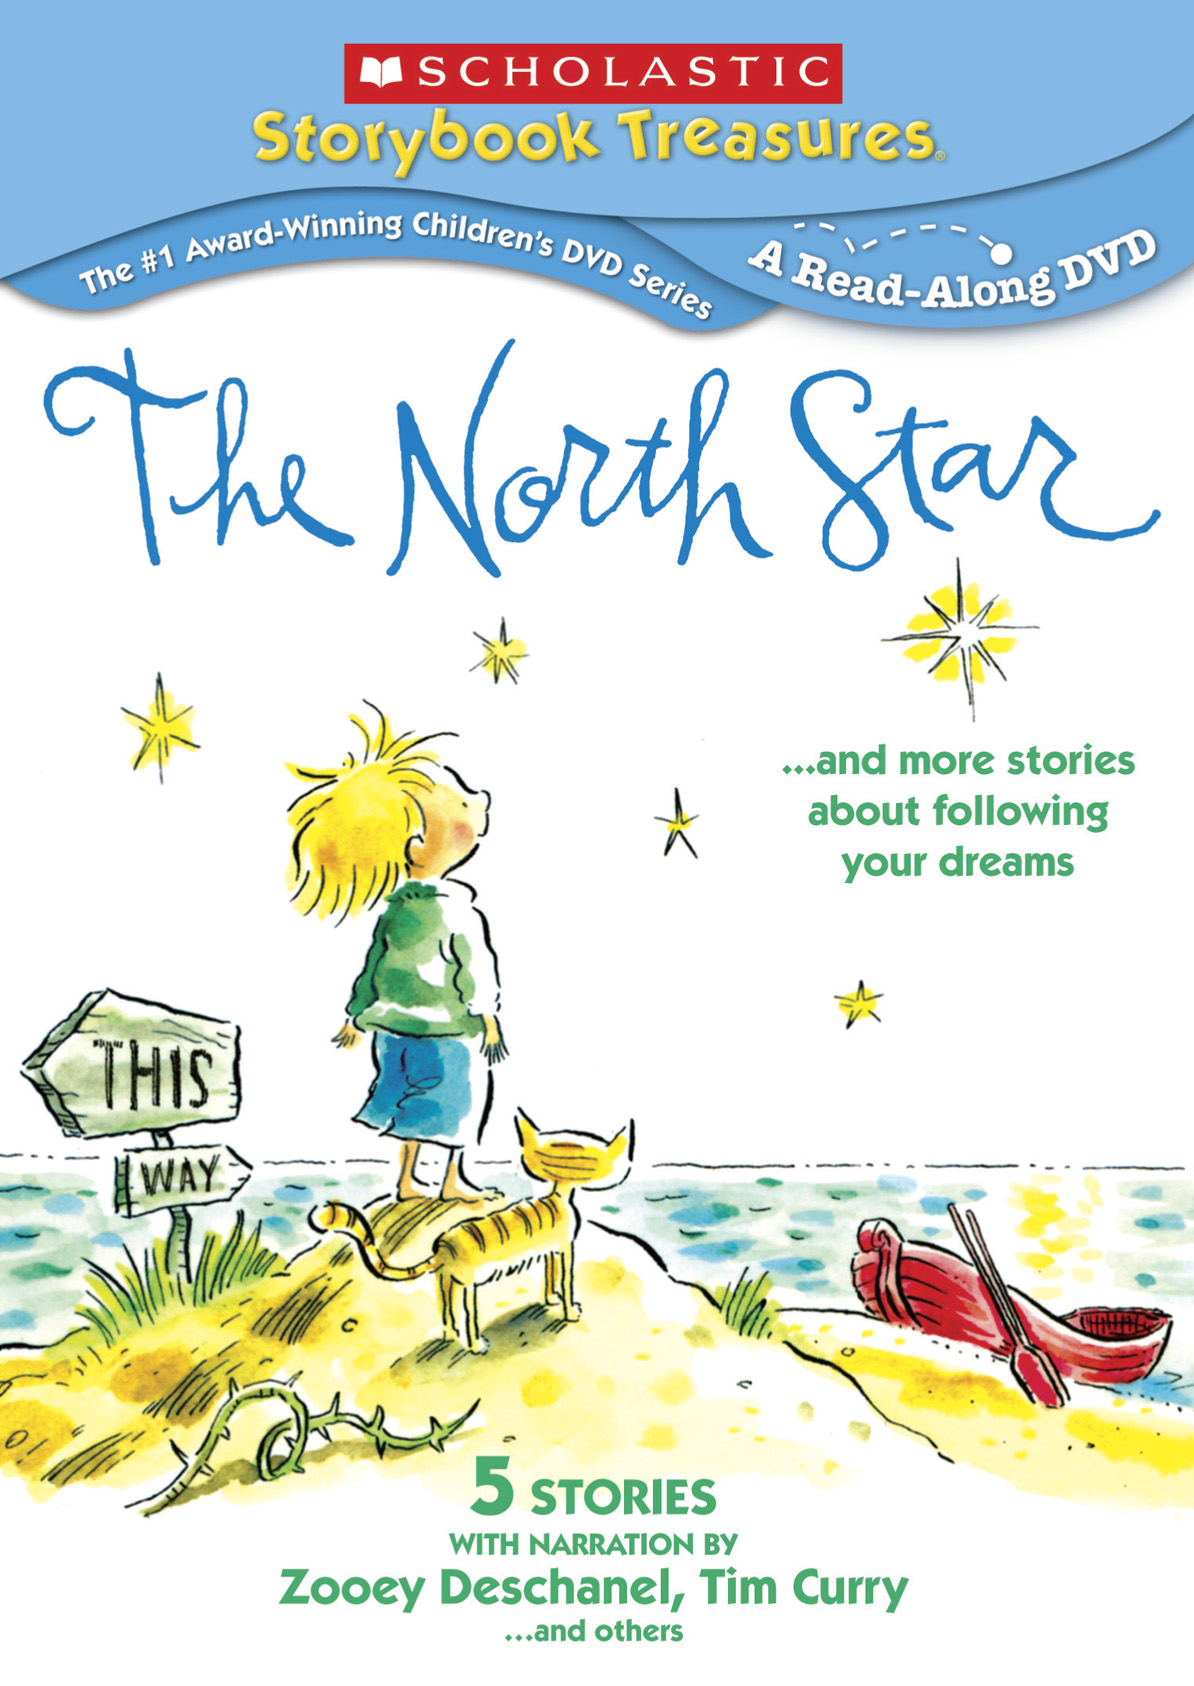 SCHOLASTIC
Storybook Treasures®
The #1 Award-Winning Children's DVD Series
A Read-Along DVD
The North Star
...and more stories
about following
your dreams
THIS
WAY
5 STORIES
WITH NARRATION BY
Zooey Deschanel, Tim Curry
...and others